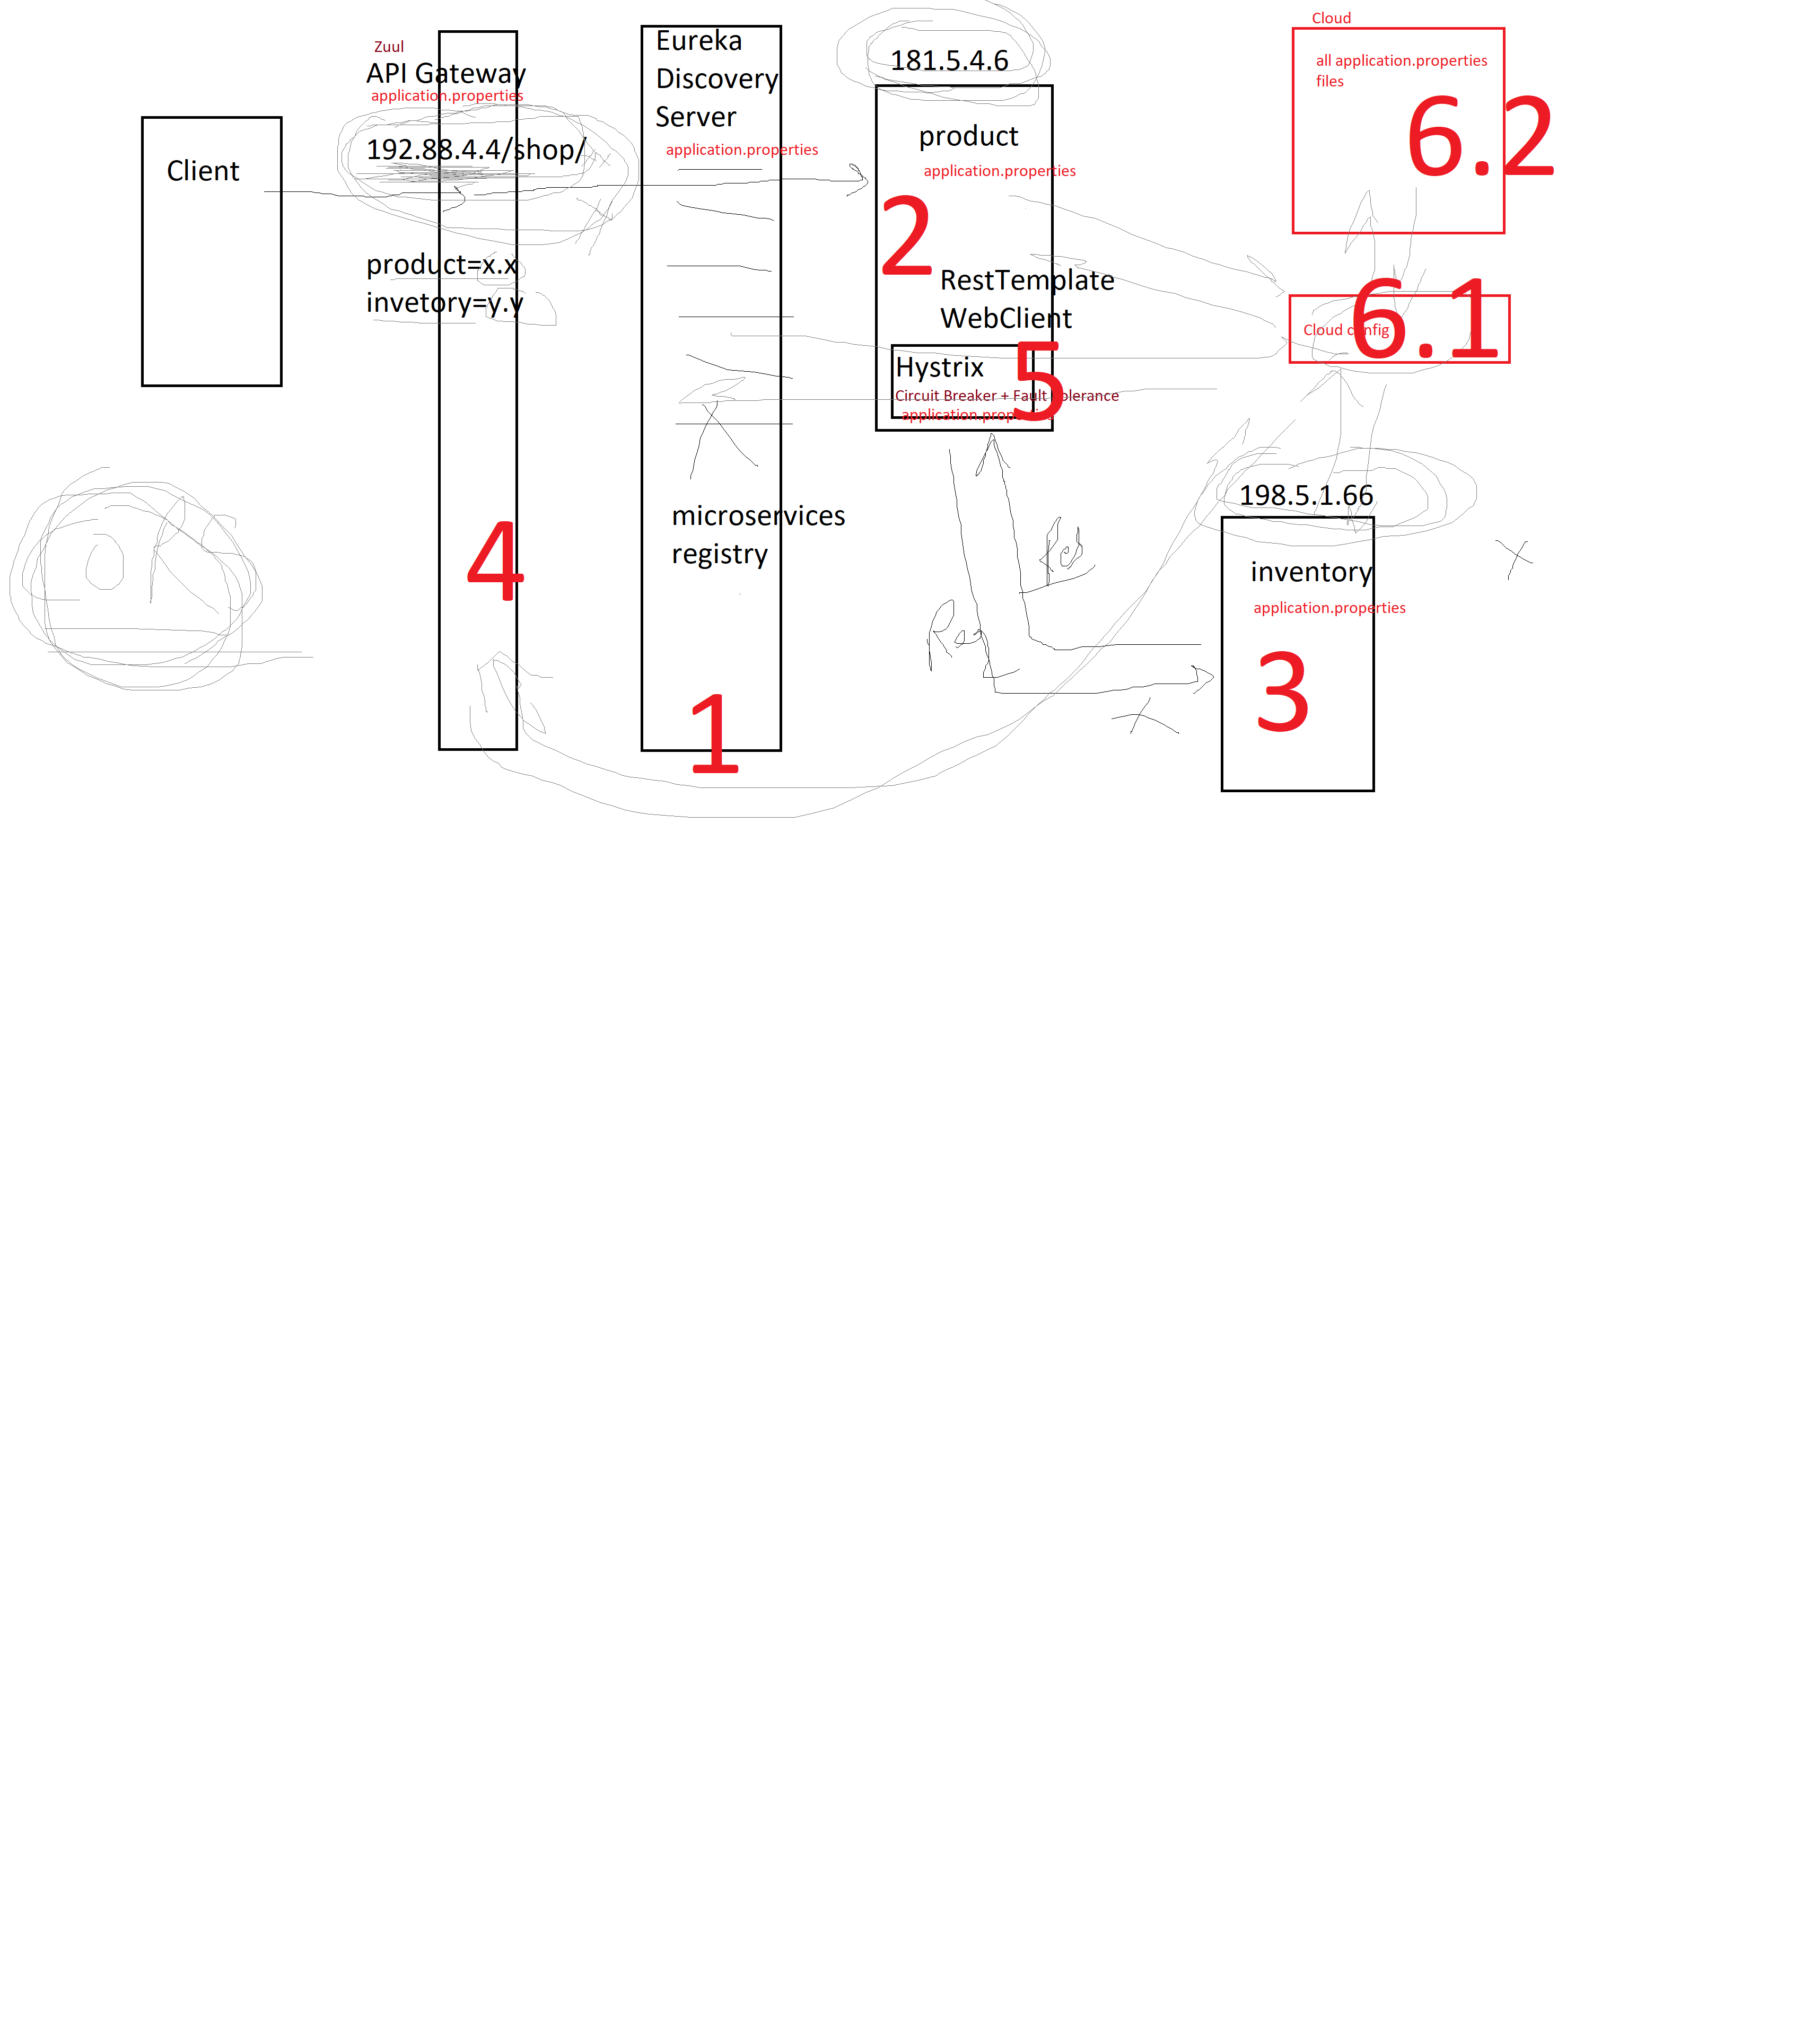 Client
Zuul
API Gateway
application.properties
192.88.4.4/shop/
product=x.x
invetory=y.y
4
Eureka
Discovery
Server
application.properties
microservices
registry
1
181.5.4.6
product
application.properties
2
RestTemplate
WebClient
Hystrix
5
Circuit Breaker + Fault Tolerance
application.properties
Cloud
all application.properties
files
6.2
6.1
Cloud config
198.5.1.66
inventory
application.properties
3